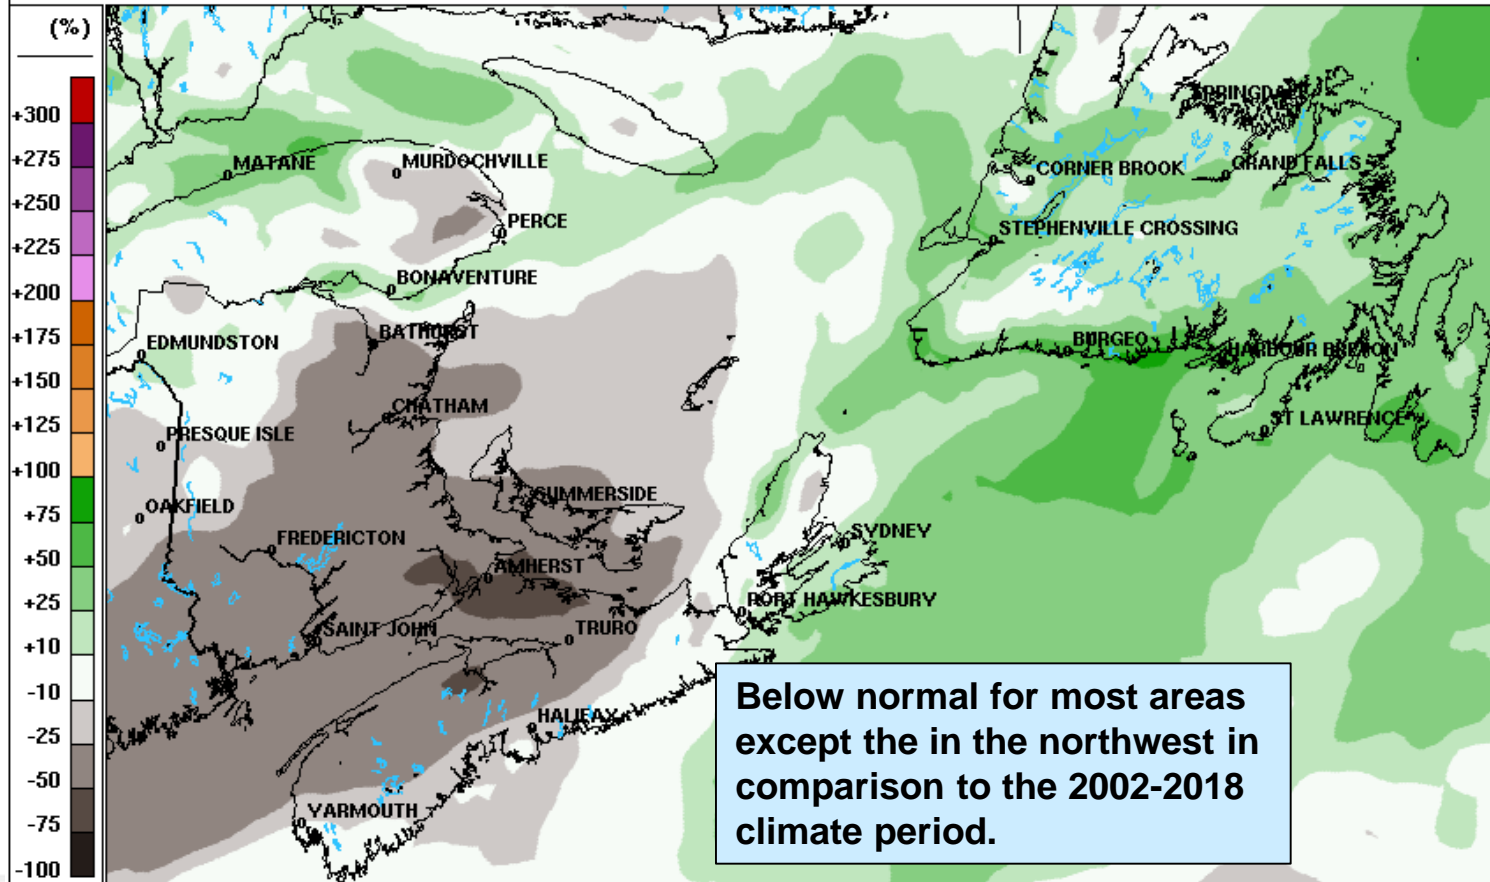 (%)
+300
+275
+250
+225
+200
+175
+150
+125
+100
+75
+50
+25
+10
-10
-25
-50
-75
-100
SPRINGDALE
MATANE
MURDOCHVILLE
CORNER BROOK
GRAND FALLS
PERCE
STEPHENVILLE CROSSING
BONAVENTURE
BATHURST
EDMUNDSTON
BURGEO
HARBOUR BRETON
CHATHAM
ST LAWRENCE
PRESQUE ISLE
SUMMERSIDE
OAKFIELD
FREDERICTON
SYDNEY
AMHERST
PORT HAWKESBURY
SAINT JOHN
TRURO
HALIFAX
YARMOUTH
Below normal for most areas
except the in the northwest in
comparison to the 2002-2018
climate period.